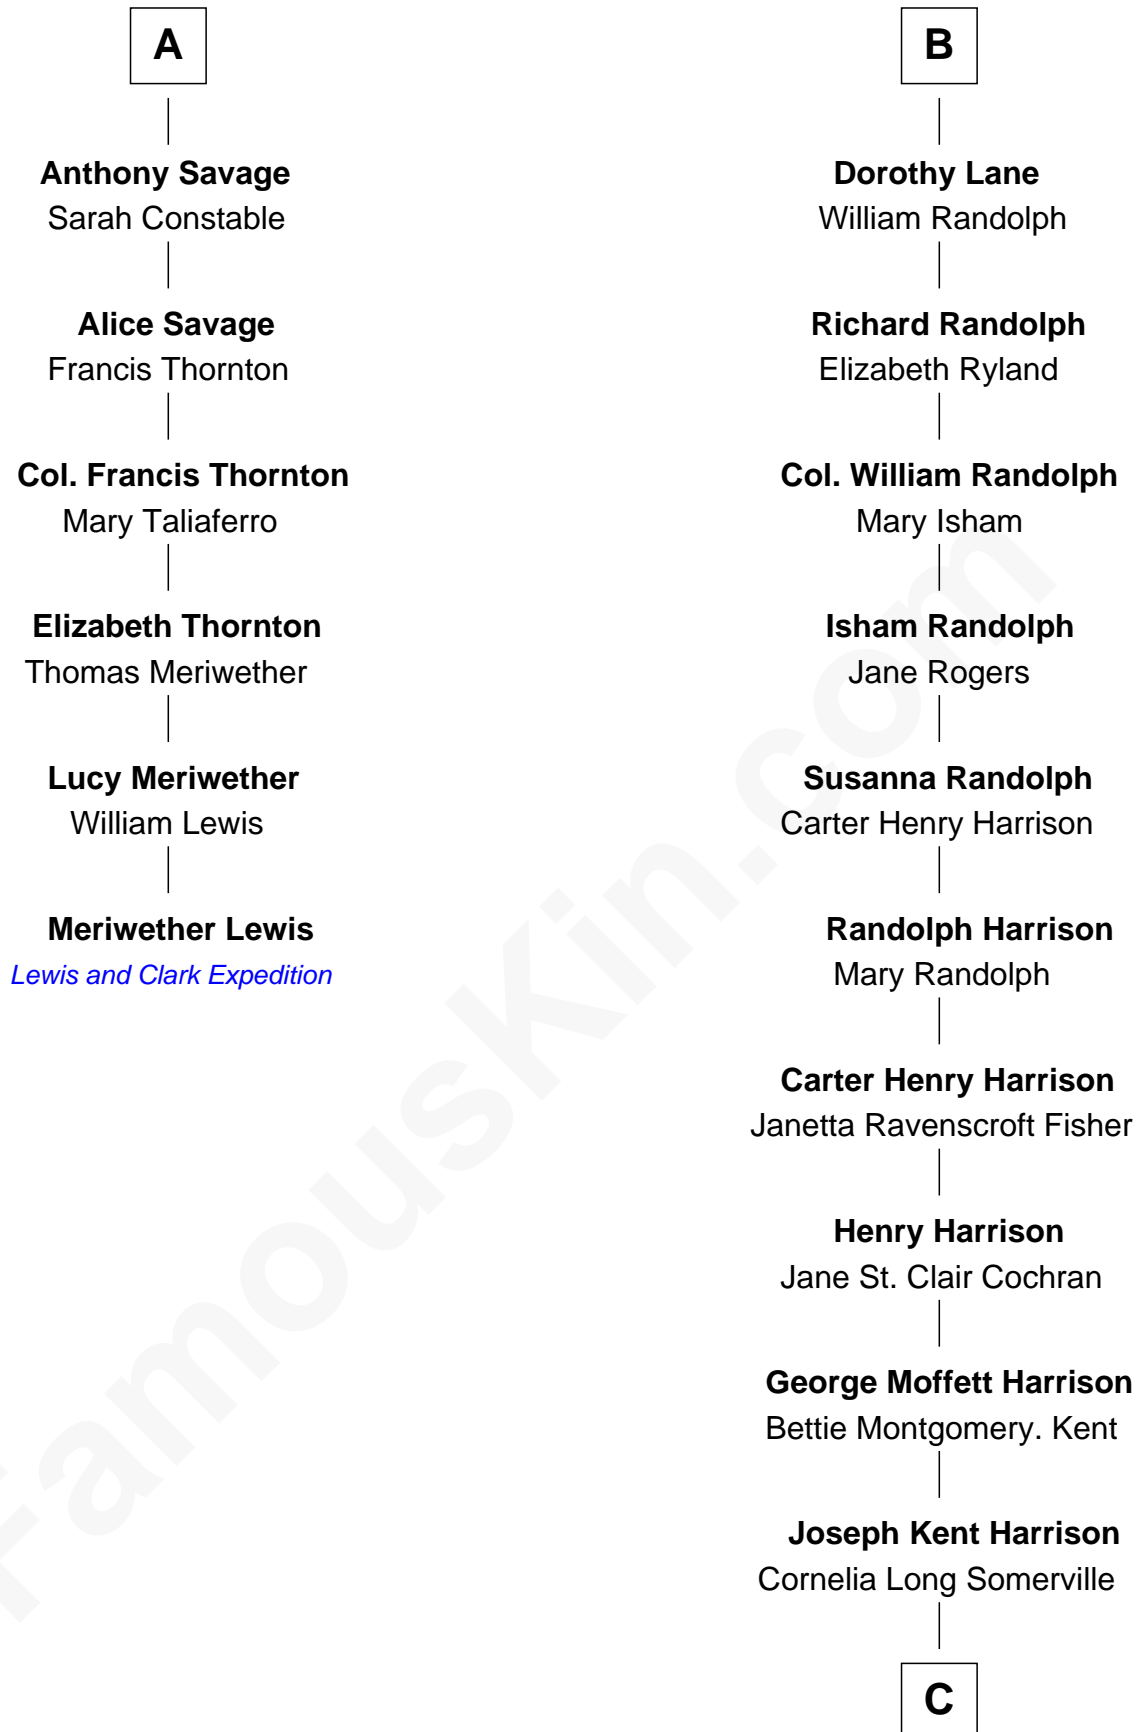 A
Anthony Savage
Sarah Constable
Alice Savage
Francis Thornton
Col. Francis Thornton
Mary Taliaferro
Elizabeth Thornton
Thomas Meriwether
Lucy Meriwether
William Lewis
Meriwether Lewis
Lewis and Clark Expedition
B
Dorothy Lane
William Randolph
Richard Randolph
Elizabeth Ryland
Col. William Randolph
Mary Isham
Isham Randolph
Jane Rogers
Susanna Randolph
Carter Henry Harrison
Randolph Harrison
Mary Randolph
Carter Henry Harrison
Janetta Ravenscroft Fisher
Henry Harrison
Jane St. Clair Cochran
George Moffett Harrison
Bettie Montgomery. Kent
Joseph Kent Harrison
Cornelia Long Somerville
C
FamousKin.com